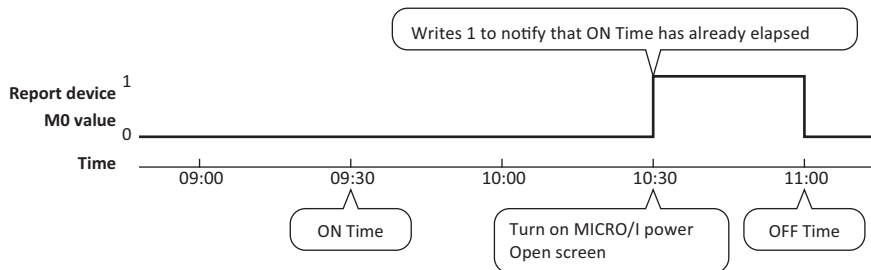 Writes 1 to notify that ON Time has already elapsed
Report device 1
M0 value 0
Time
09:00 09:30 10:00 10:30 11:00
ON Time
Turn on MICRO/I power
Open screen
OFF Time